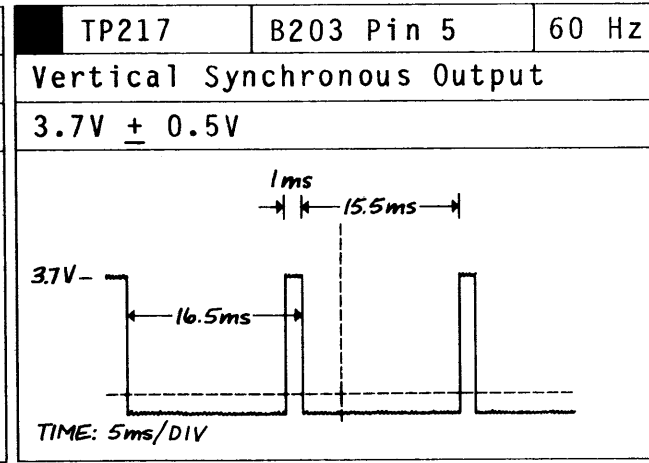 TP217 B203 Pin 5 60 Hz
Vertical Synchronous Output
3.7V ± 0.5V
1ms
15.5ms
3.7V
16.5ms
TIME: 5ms/DIV